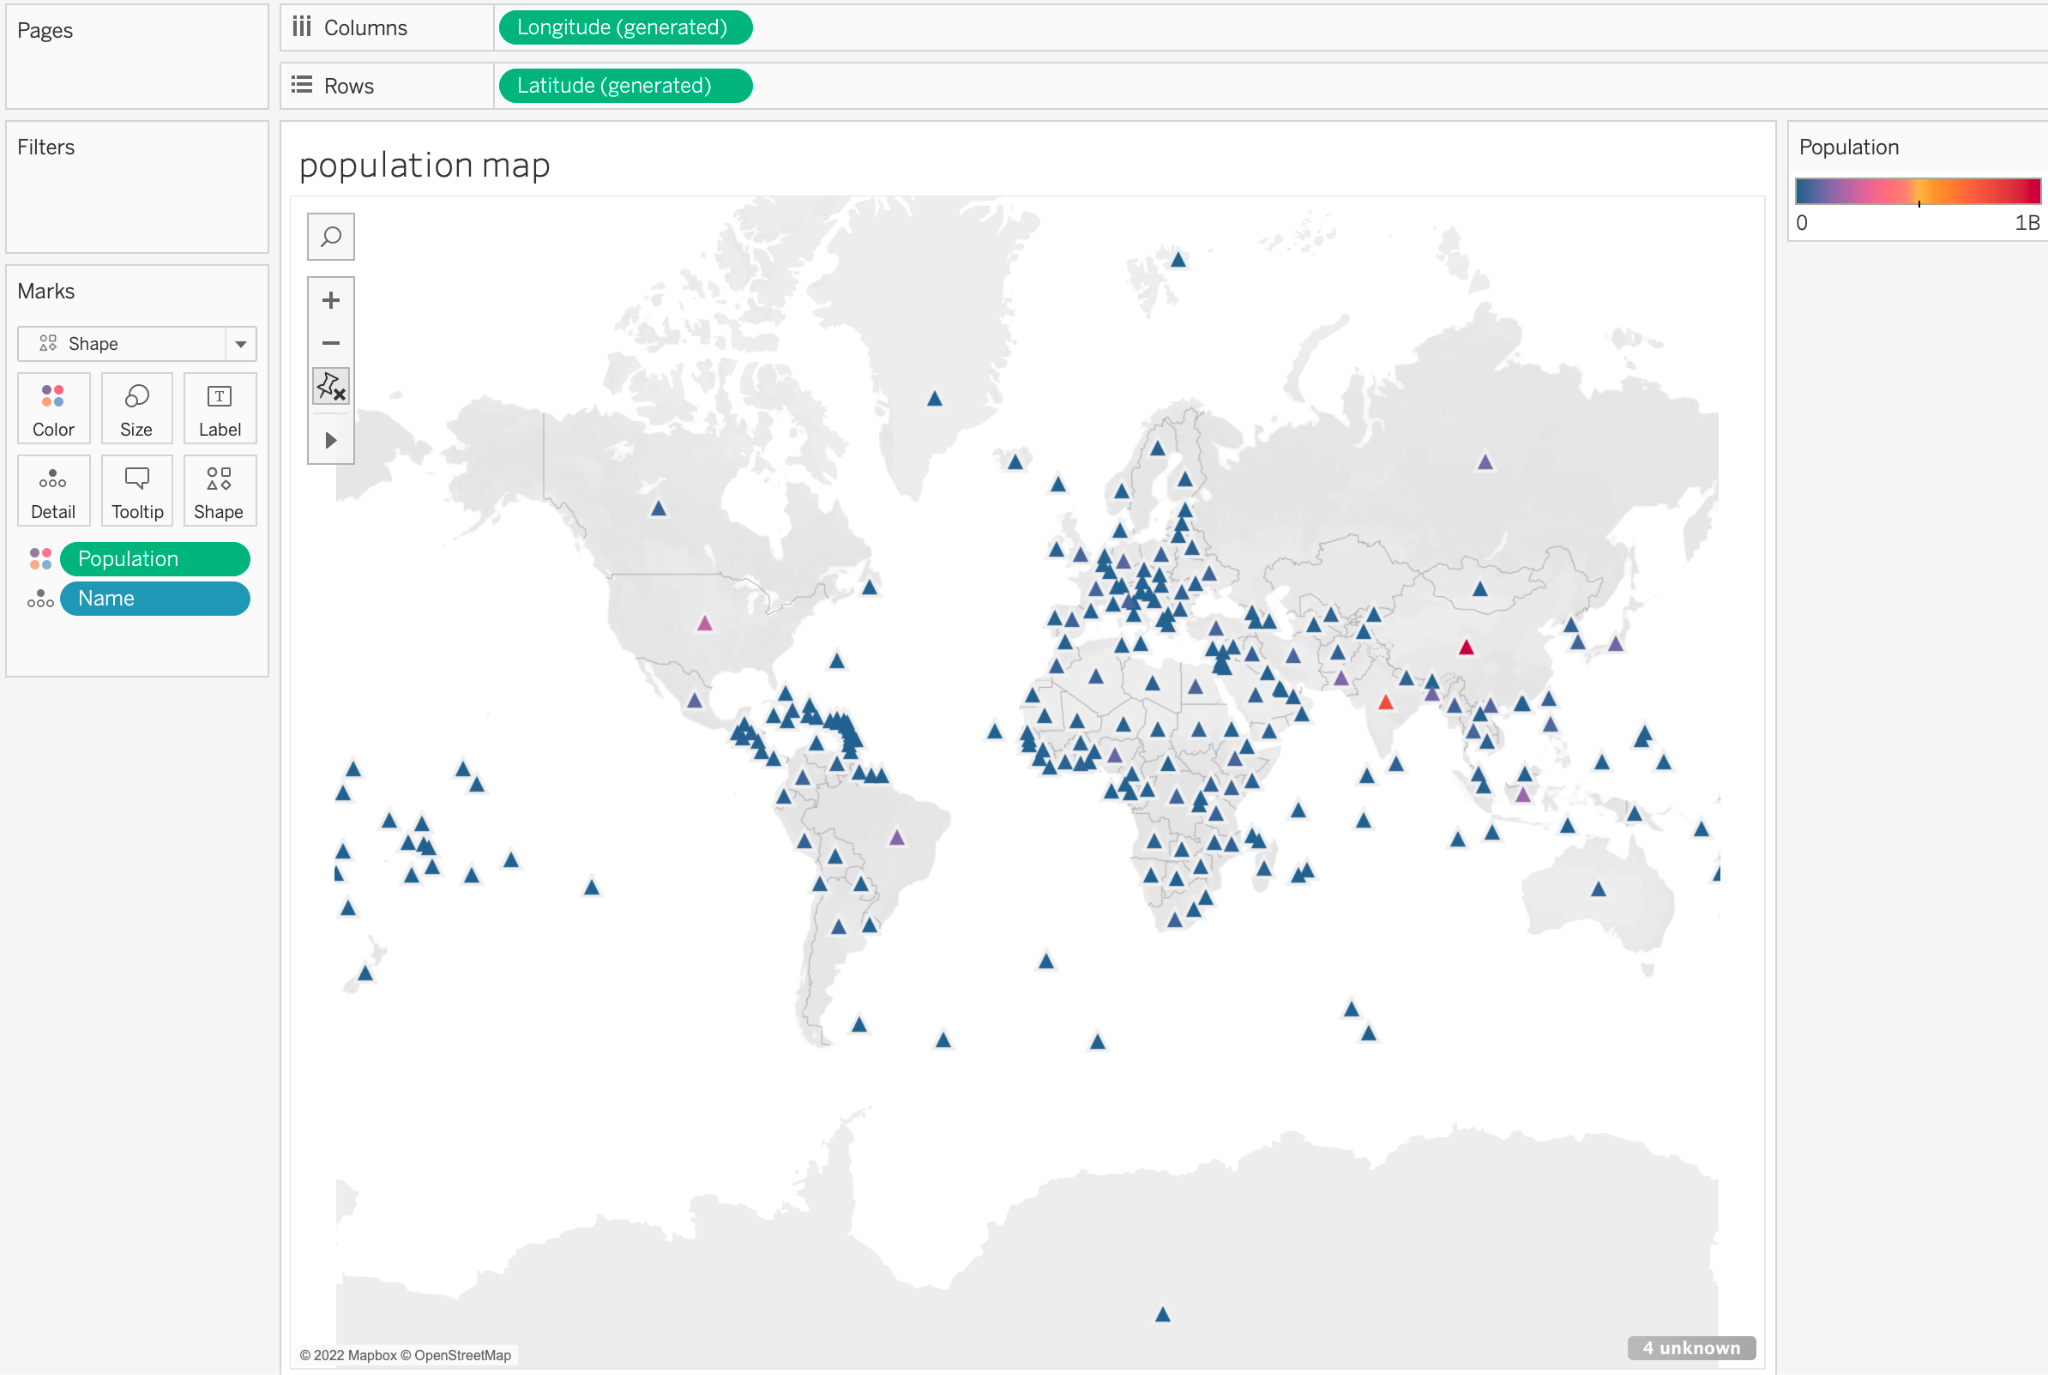 Pages
Columns
Longitude (generated)
Rows
Latitude (generated)
Filters
Marks
Shape
Color
Size
T
Label
Detail
Tooltip
Shape
Population
Name
population map
+
−
© 2022 Mapbox © OpenStreetMap
4 unknown
Population
0
1B